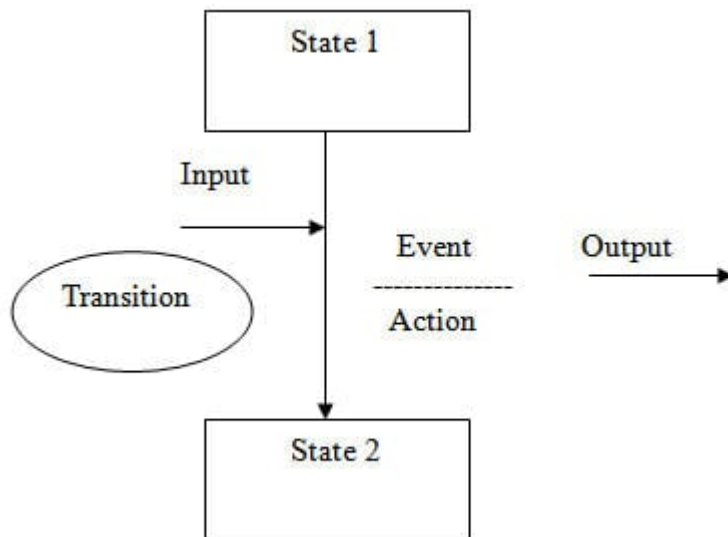 State 1
Input
Event
Output
Transition
Action
State 2